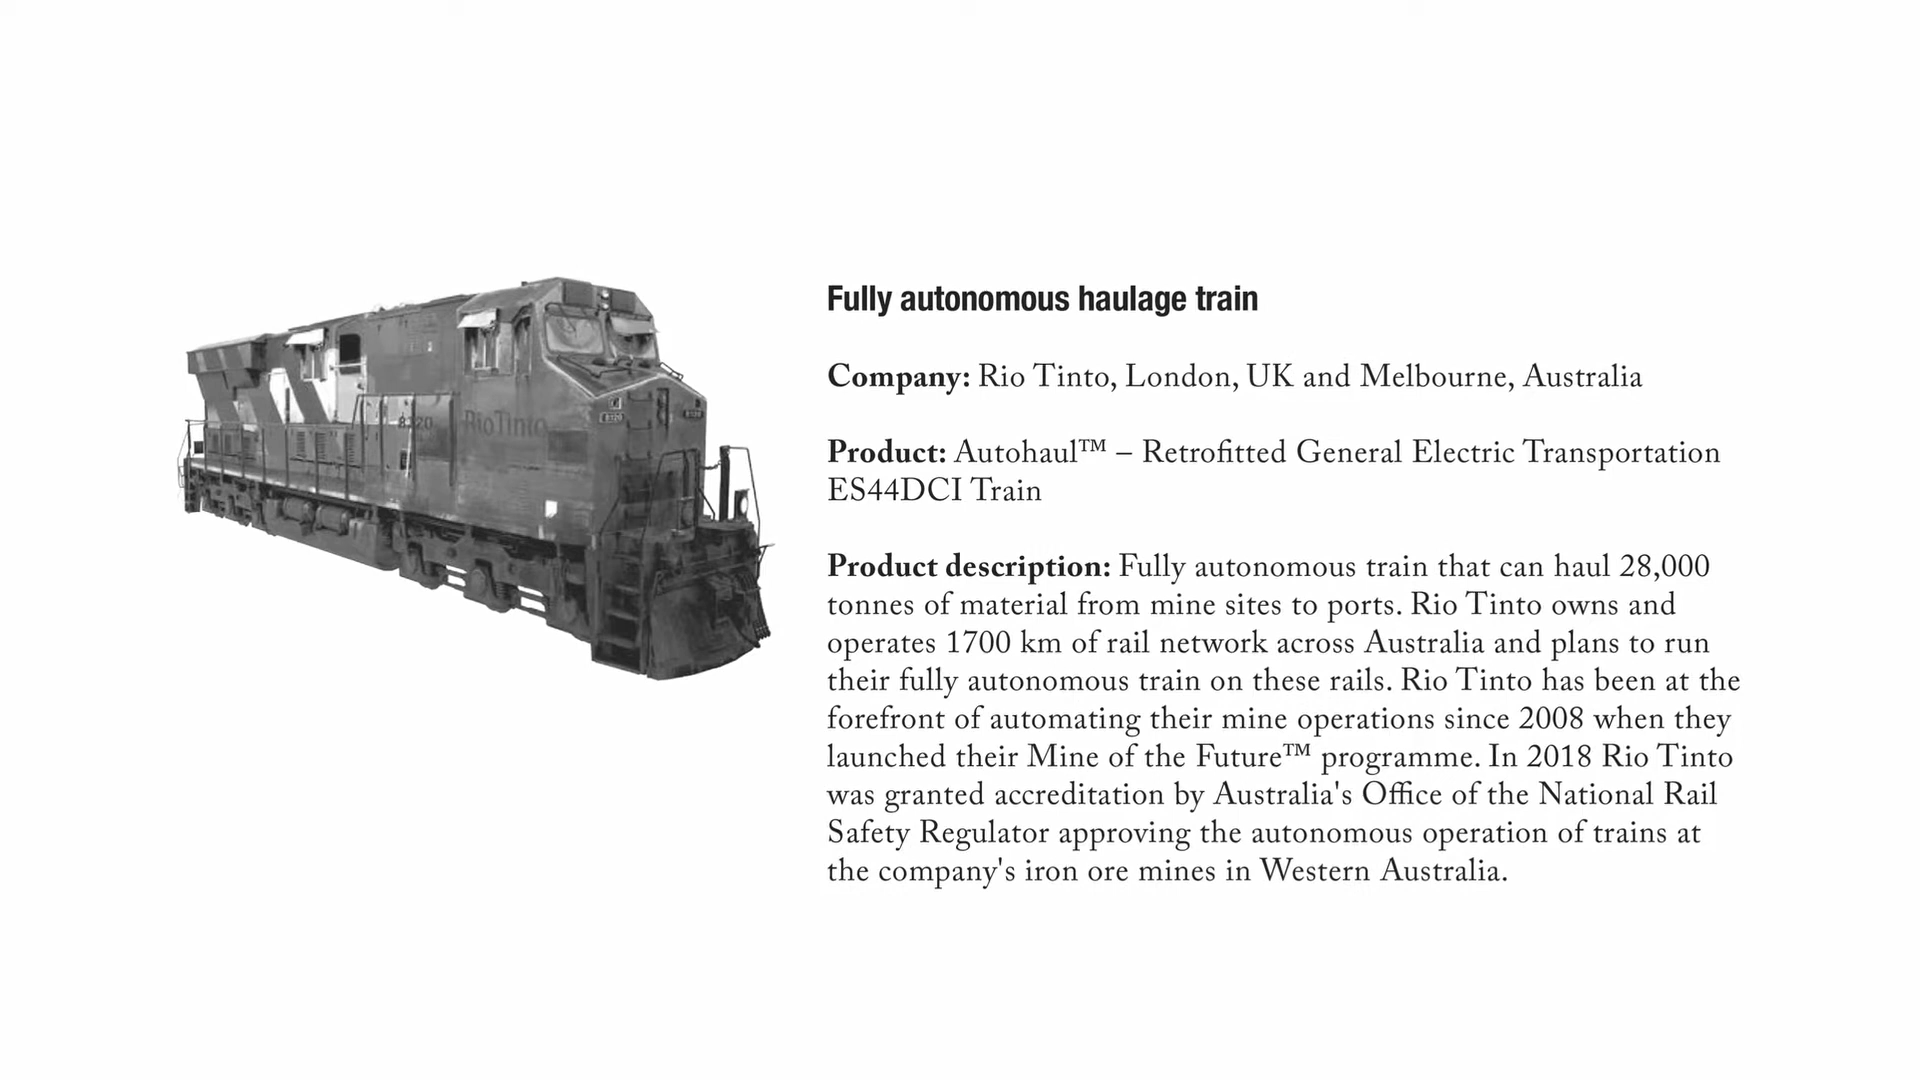 Fully autonomous haulage train
Company: Rio Tinto, London, UK and Melbourne, Australia
Product: Autohaul™ – Retrofitted General Electric Transportation
ES44DCI Train
Product description: Fully autonomous train that can haul 28,000
tonnes of material from mine sites to ports. Rio Tinto owns and
operates 1700 km of rail network across Australia and plans to run
their fully autonomous train on these rails. Rio Tinto has been at the
forefront of automating their mine operations since 2008 when they
launched their Mine of the Future™ programme. In 2018 Rio Tinto
was granted accreditation by Australia's Office of the National Rail
Safety Regulator approving the autonomous operation of trains at
the company's iron ore mines in Western Australia.
8120
RioTinto
8120
8120